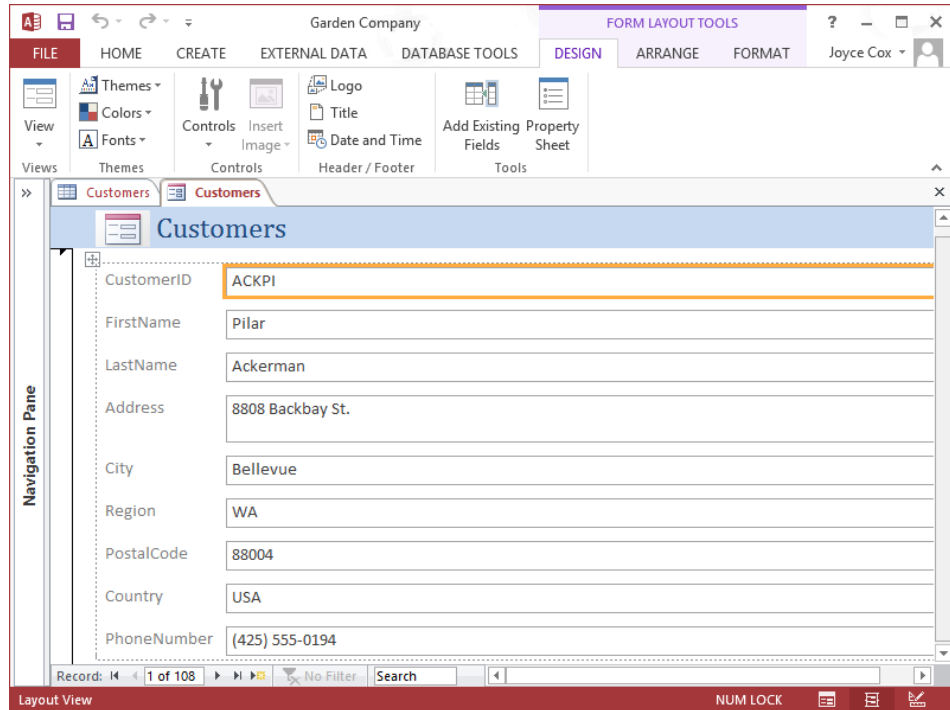 Garden Company FORM LAYOUT TOOLS ?
FILE HOME CREATE EXTERNAL DATA DATABASE TOOLS DESIGN ARRANGE FORMAT Joyce Cox
View
Themes
Colors
Fonts
Controls
Insert Image
Logo
Title
Date and Time
Add Existing Fields
Property Sheet
Views Themes Controls Header / Footer Tools
Customers Customers
Navigation Pane
Customers
CustomerID ACKPI
FirstName Pilar
LastName Ackerman
Address 8808 Backbay St.
City Bellevue
Region WA
PostalCode 88004
Country USA
PhoneNumber (425) 555-0194
Record: 1 of 108 No Filter Search
Layout View NUM LOCK